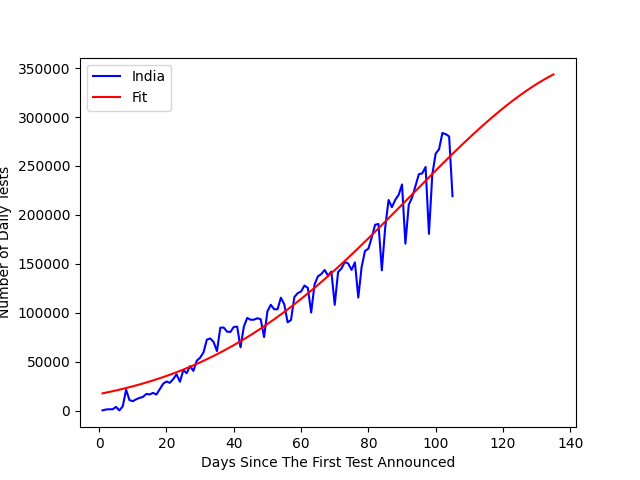 India
Fit
350000
300000
250000
200000
150000
100000
50000
0
Number of Daily Tests
0 20 40 60 80 100 120 140
Days Since The First Test Announced